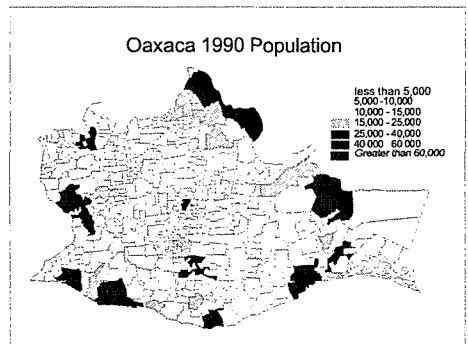 Oaxaca 1990 Population
less than 5,000
5,000-10,000
10,000-15,000
15,000-25,000
25,000-40,000
40 000 60 000
Greater than 60,000